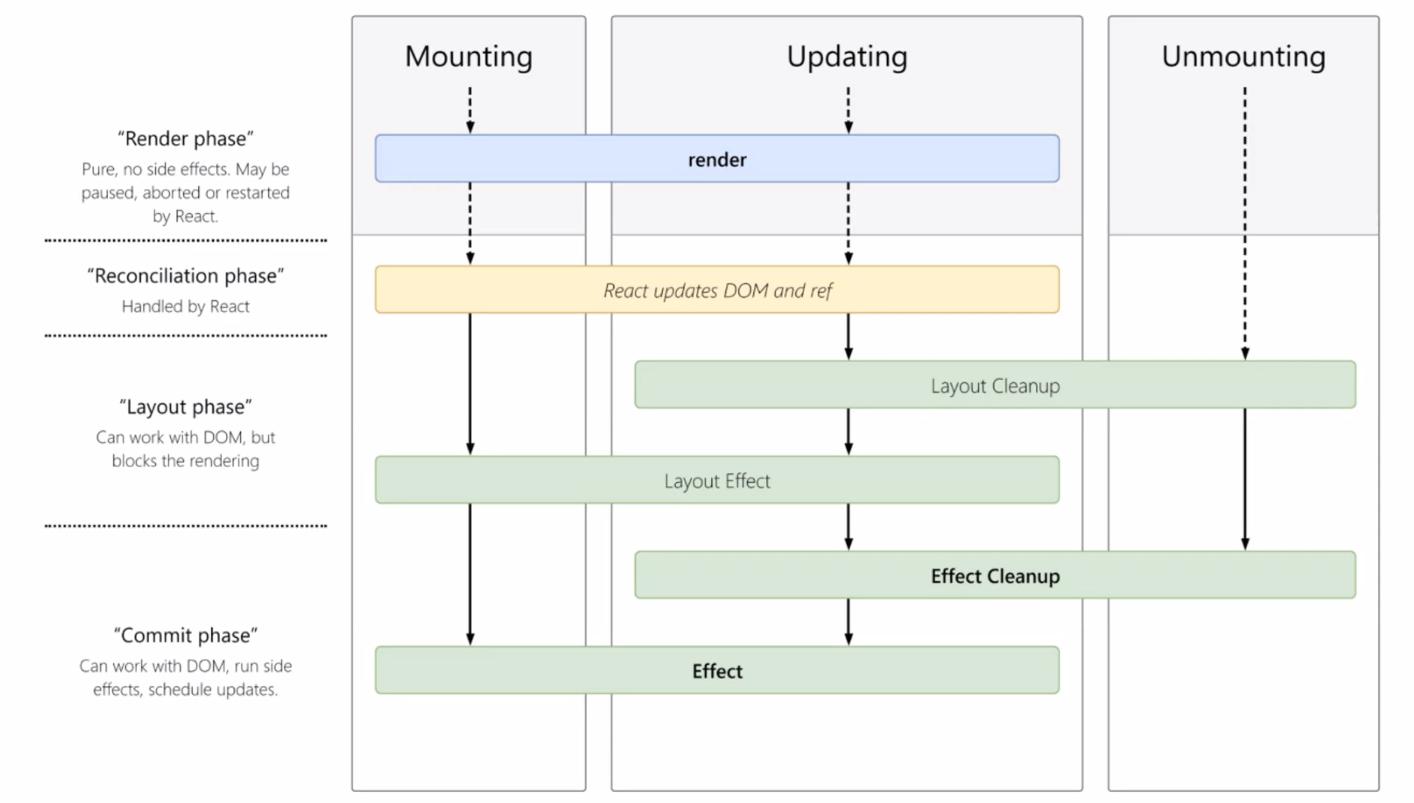 Mounting
Updating
Unmounting
“Render phase”
Pure, no side effects. May be
paused, aborted or restarted
by React.
render
“Reconciliation phase”
Handled by React
React updates DOM and ref
“Layout phase”
Can work with DOM, but
blocks the rendering
Layout Cleanup
Layout Effect
Effect Cleanup
“Commit phase”
Can work with DOM, run side
effects, schedule updates.
Effect